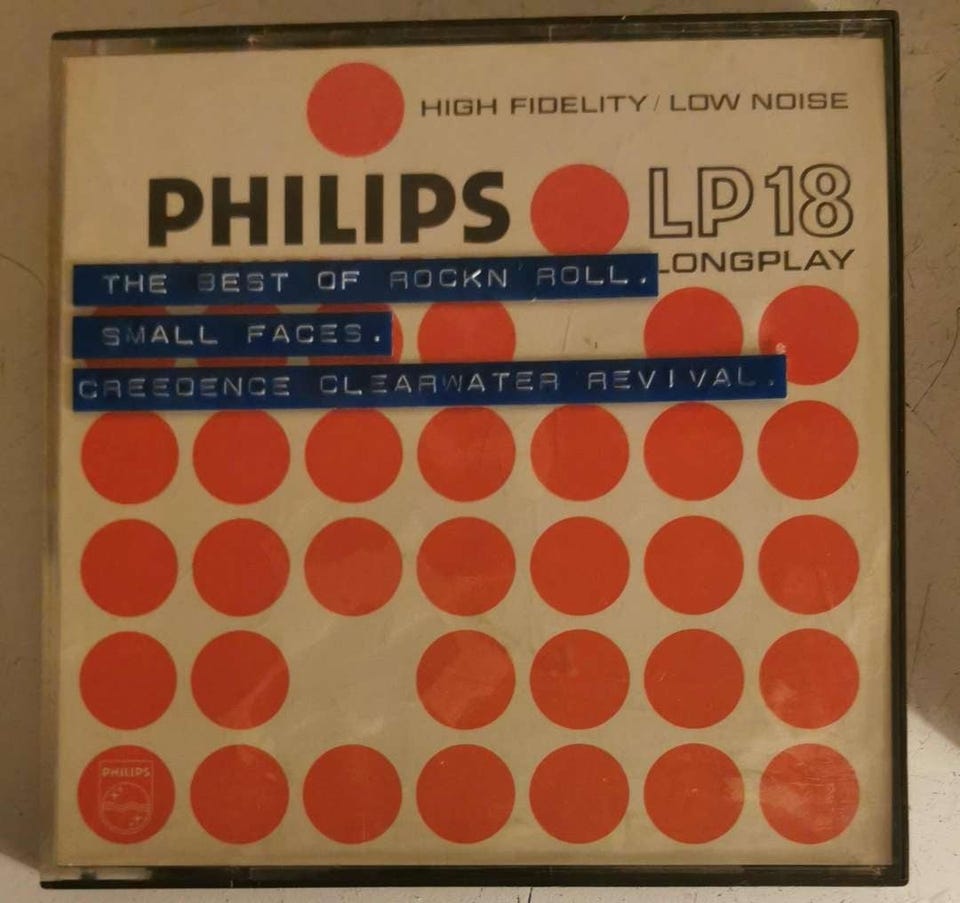 HIGH FIDELITY / LOW NOISE
PHILIPS LP18
LONGPLAY
THE BEST OF ROCKN ROLL.
SMALL FACES.
CREEDENCE CLEARWATER REVIVAL.
PHILIPS